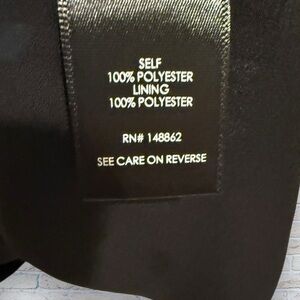 SELF
100% POLYESTER
LINING
100% POLYESTER
RN# 148862
SEE CARE ON REVERSE